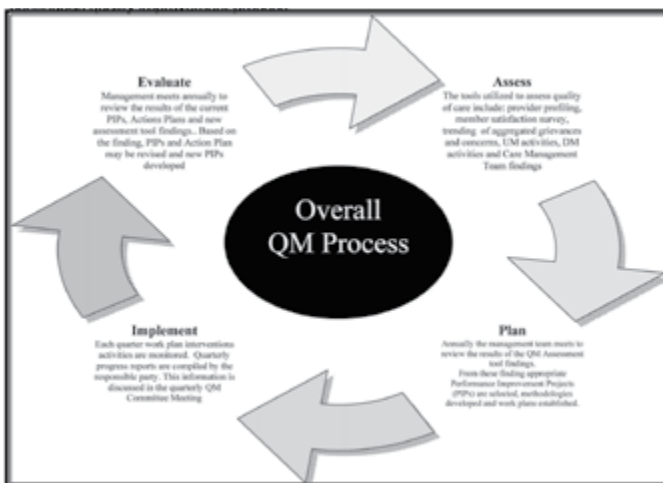 Evaluate
Management meets annually to
review the results of the current
PIPs, Actions Plans and new
assessment tool findings.. Based on
the finding, PIPs and Action Plan
may be revised and new PIPs
developed
Assess
The tools utilized to assess quality
of care include: provider profiling,
member satisfaction survey,
trending of aggregated grievances
and concerns, UM activities, DM
activities and Care Management
Team findings
Overall
QM Process
Implement
Each quarter work plan interventions
activities are monitored. Quarterly
progress reports are compiled by the
responsible party. This information is
discussed in the quarterly QM
Committee Meeting
Plan
Annually the management team meets to
review the results of the QM Assessment
tool findings.
From these finding appropriate
Performance Improvement Projects
(PIPs) are selected, methodologies
developed and work plans established.